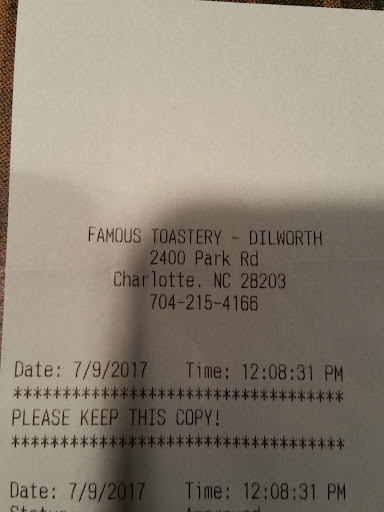 FAMOUS TOASTERY - DILWORTH
2400 Park Rd
Charlotte. NC 28203
704-215-4166
Date: 7/9/2017 Time: 12:08:31 PM
**********************************
PLEASE KEEP THIS COPY!
**********************************
Date: 7/9/2017 Time: 12:08:31 PM